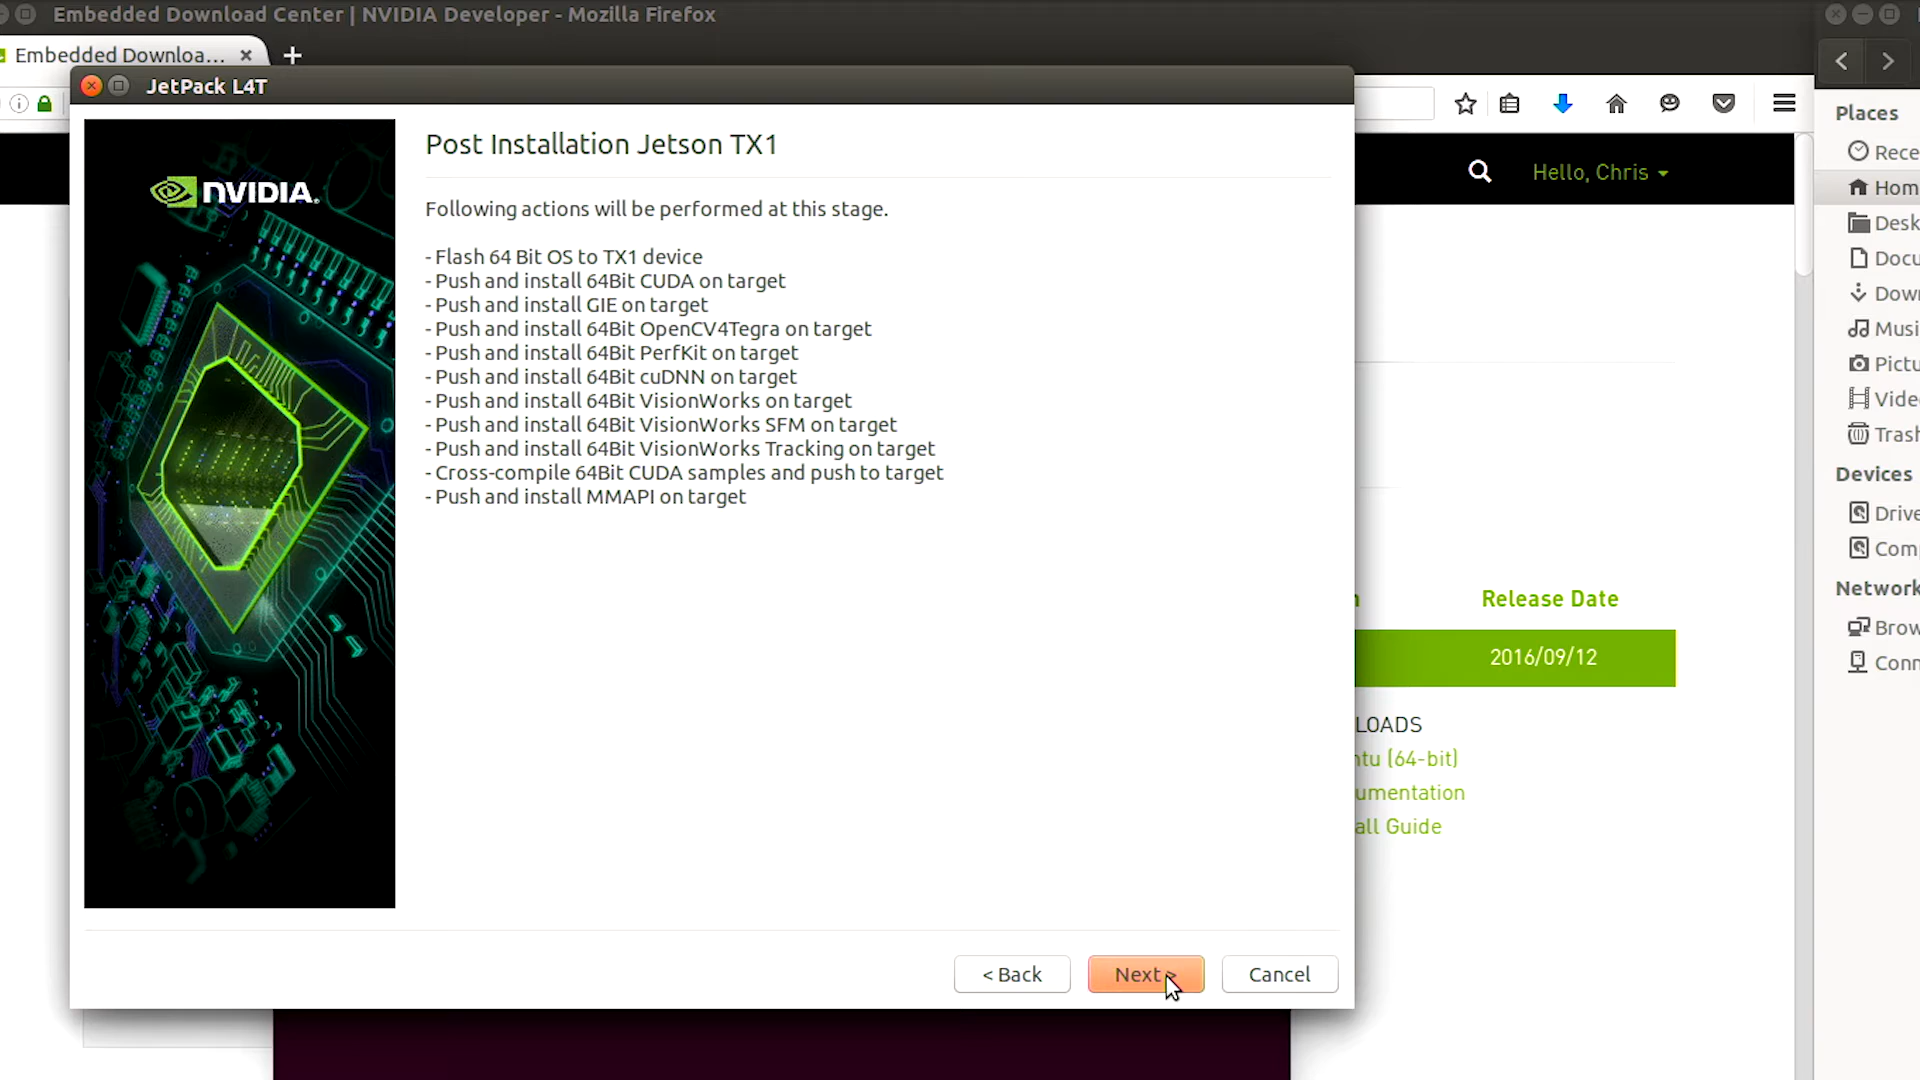 Embedded Download Center | NVIDIA Developer - Mozilla Firefox
Embedded Downloa...
JetPack L4T
NVIDIA.
Post Installation Jetson TX1
Following actions will be performed at this stage.
- Flash 64 Bit OS to TX1 device
- Push and install 64Bit CUDA on target
- Push and install GIE on target
- Push and install 64Bit OpenCV4Tegra on target
- Push and install 64Bit PerfKit on target
- Push and install 64Bit cuDNN on target
- Push and install 64Bit VisionWorks on target
- Push and install 64Bit VisionWorks SFM on target
- Push and install 64Bit VisionWorks Tracking on target
- Cross-compile 64Bit CUDA samples and push to target
- Push and install MMAPI on target
< Back
Next >
Cancel
Hello, Chris
Release Date
2016/09/12
LOADS
ntu (64-bit)
umentation
all Guide
Places
Rece
Hom
Desk
Docu
Down
Musi
Pictu
Vide
Trash
Devices
Drive
Comp
Network
Brow
Conn